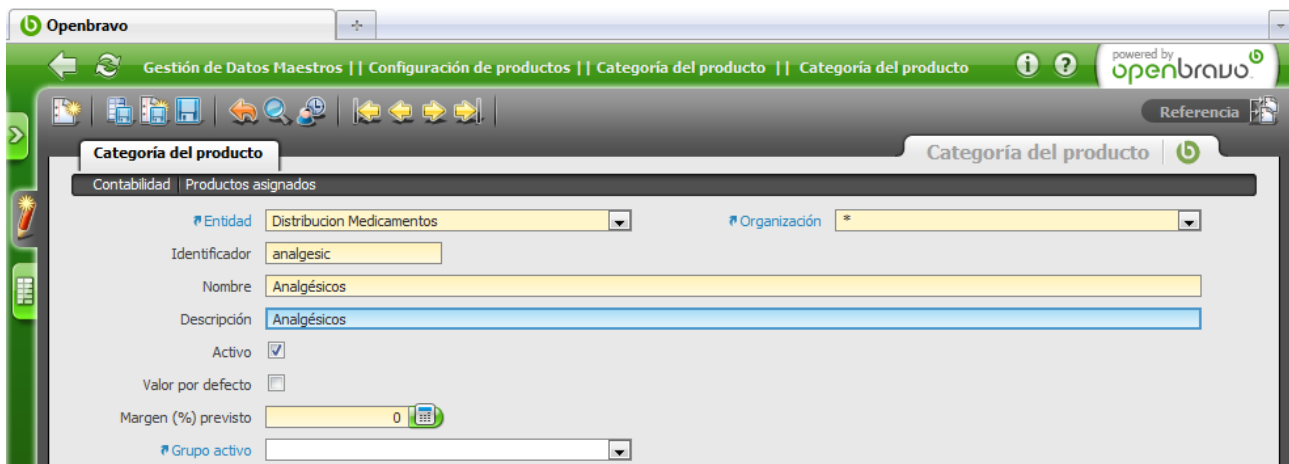 Openbravo
Gestión de Datos Maestros || Configuración de productos || Categoría del producto || Categoría del producto
powered by
openbravo
Referencia
Categoría del producto
Categoría del producto
Contabilidad | Productos asignados
Entidad Distribucion Medicamentos Organización *
Identificador analgesic
Nombre Analgésicos
Descripción Analgésicos
Activo
Valor por defecto
Margen (%) previsto 0
Grupo activo